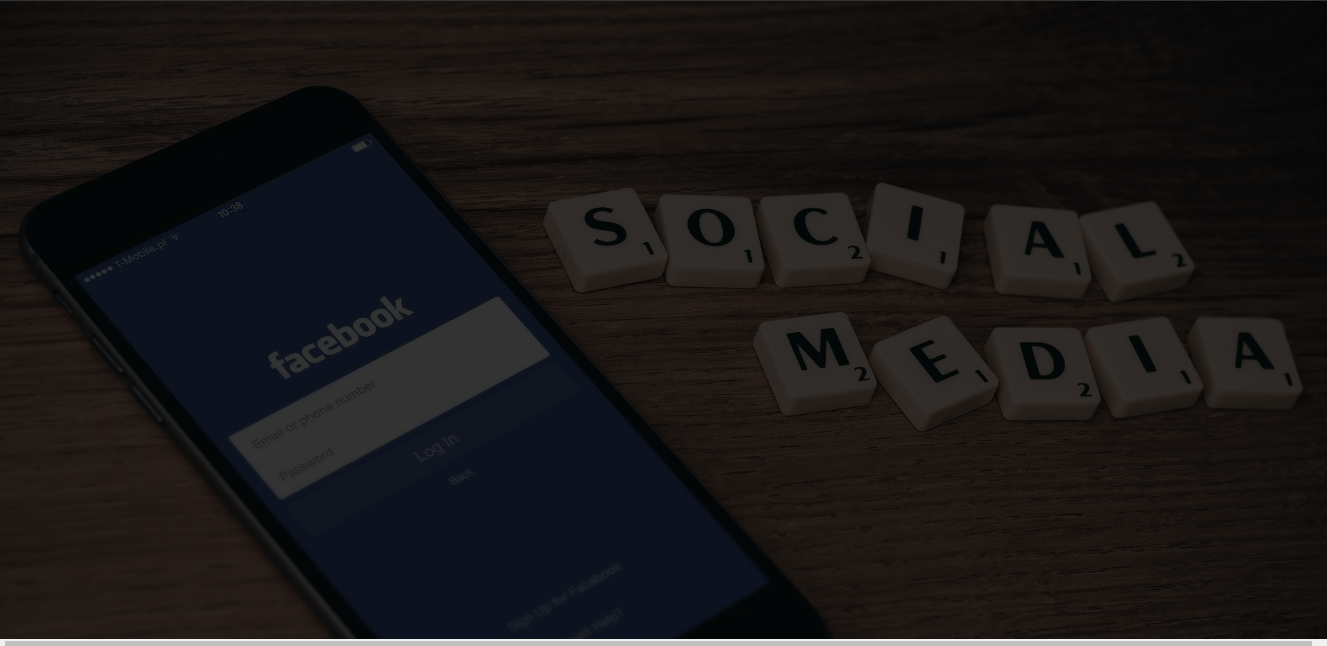 ●●●●● T-Mobile.pl
10:38
facebook
Email or phone number
Password
Log In
Back
Sign Up for Facebook
Help?
S1 O1 C2 I1 A1 L2
M2 E1 D2 I1 A1